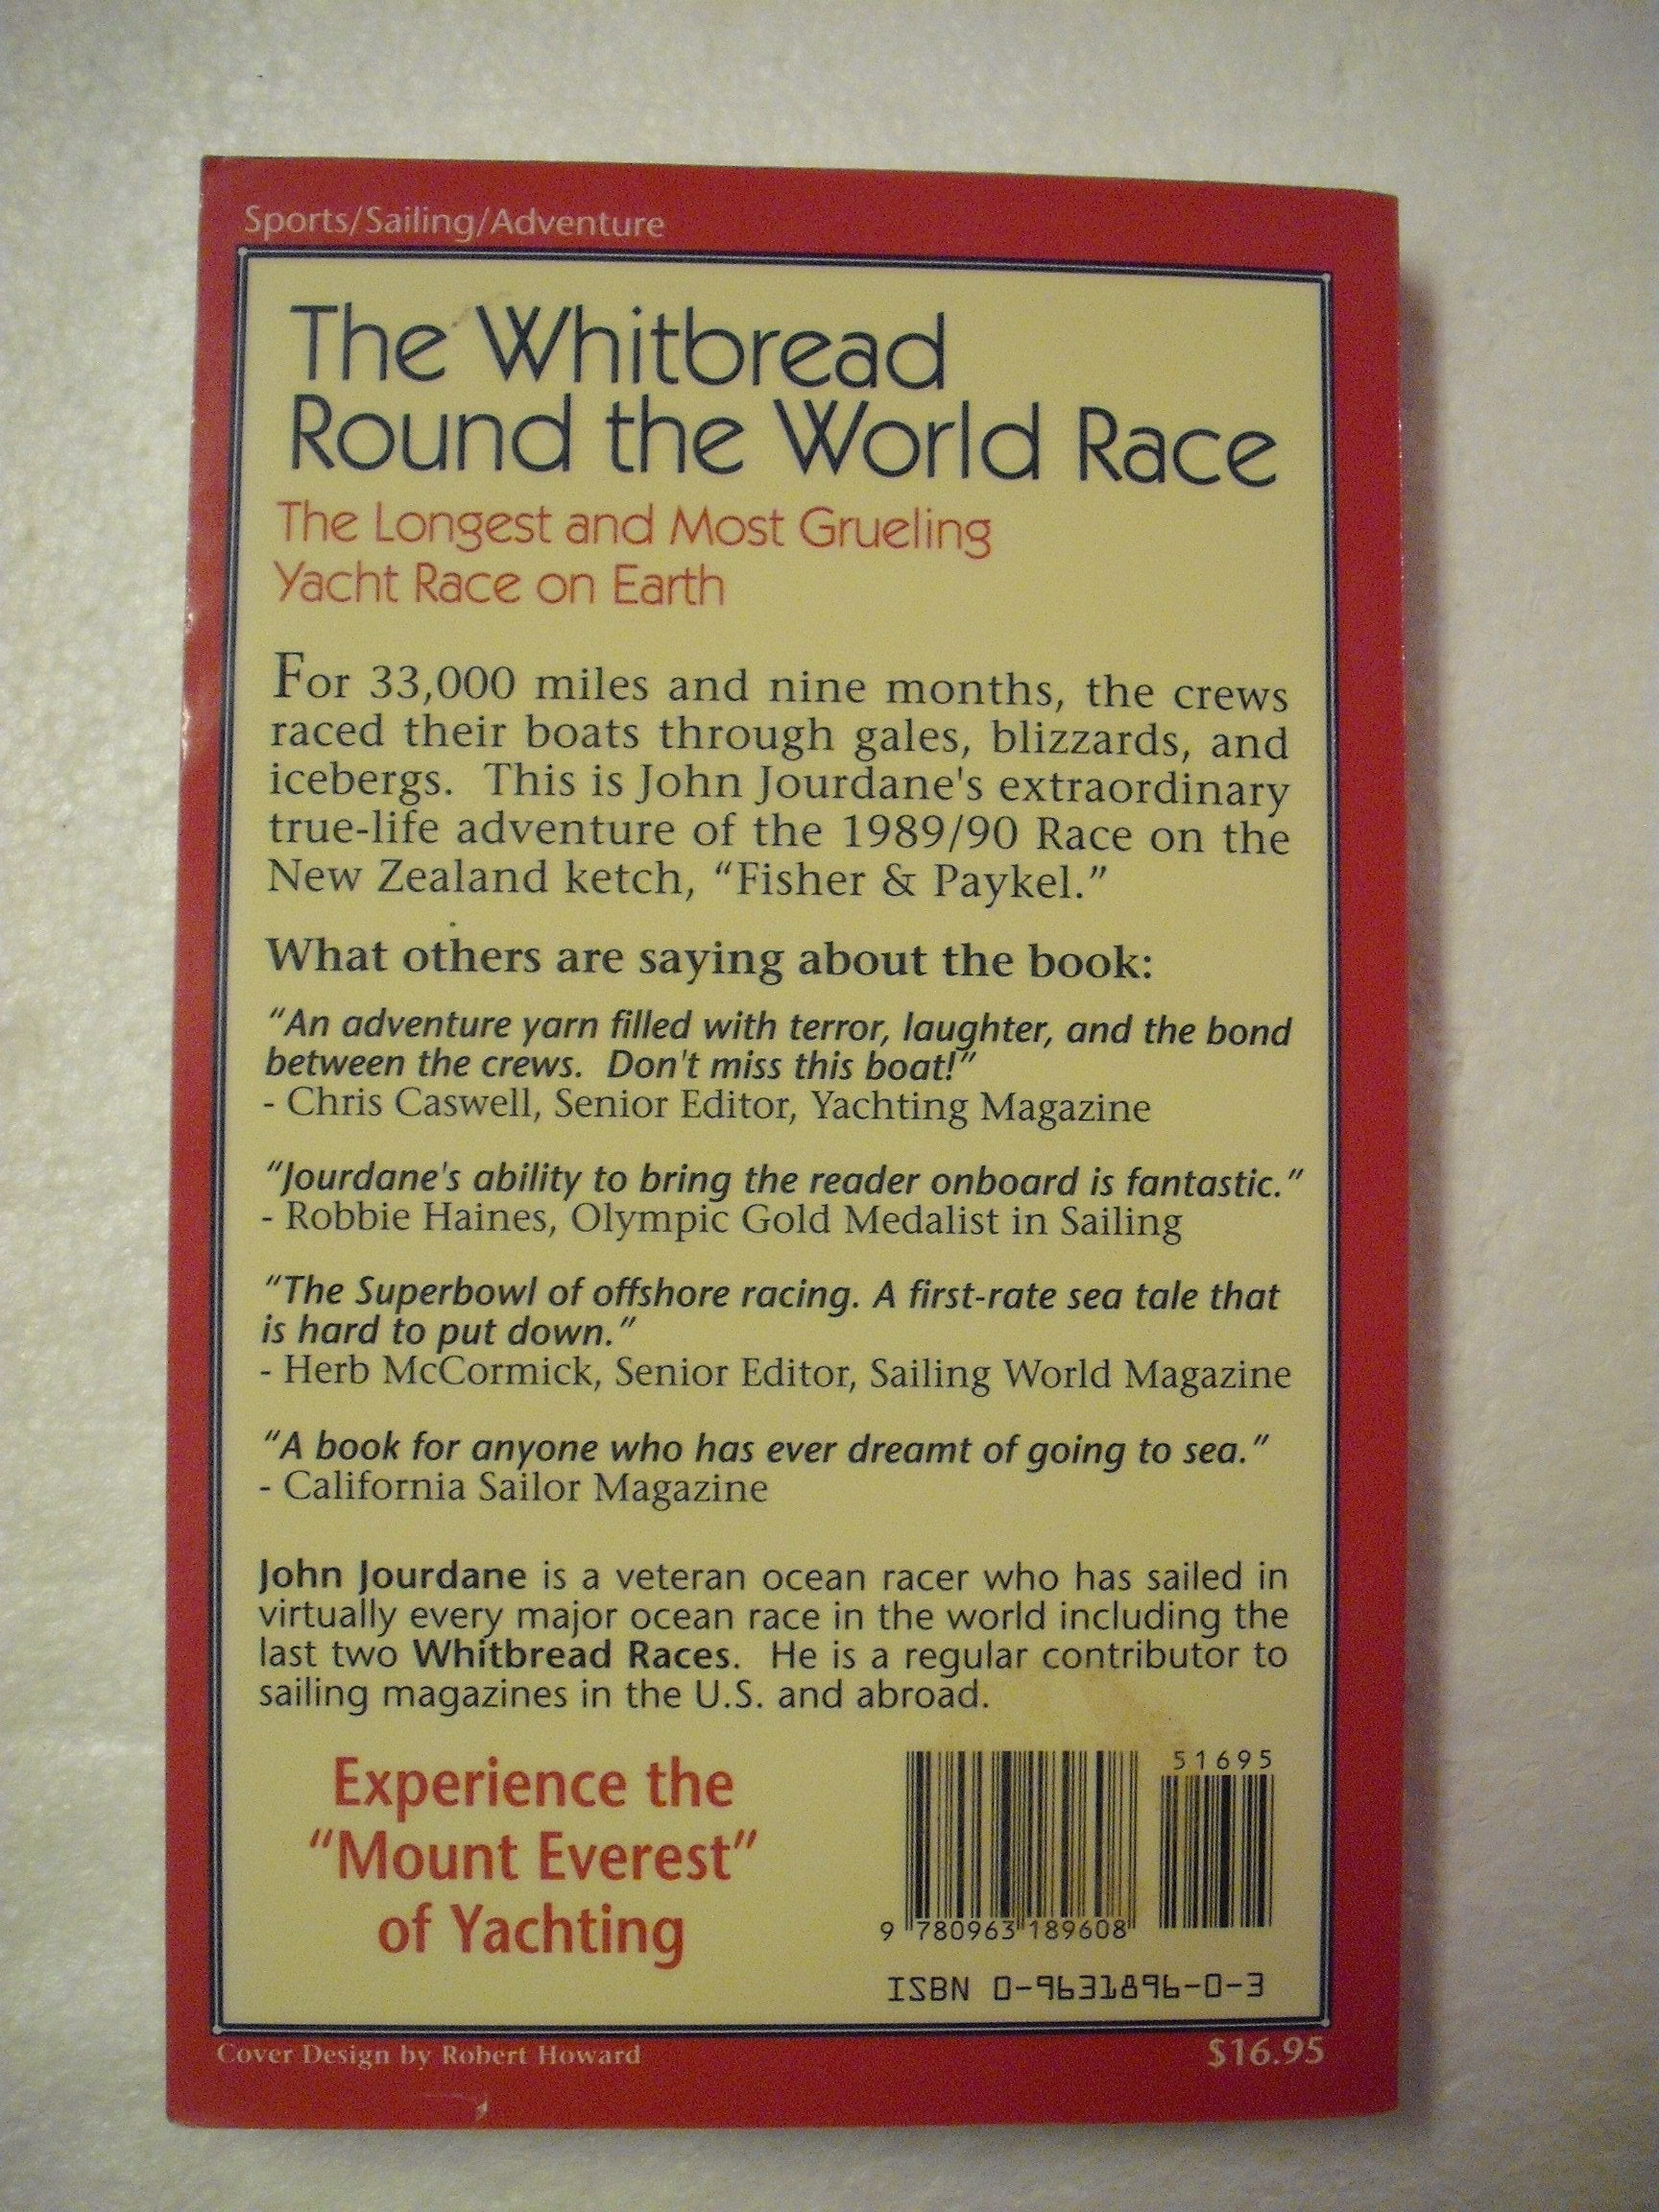 Sports/Sailing/Adventure
The Whitbread
Round the World Race
The Longest and Most Grueling
Yacht Race on Earth
For 33,000 miles and nine months, the crews
raced their boats through gales, blizzards, and
icebergs. This is John Jourdane's extraordinary
true-life adventure of the 1989/90 Race on the
New Zealand ketch, “Fisher & Paykel.”
What others are saying about the book:
“An adventure yarn filled with terror, laughter, and the bond
between the crews. Don't miss this boat!”
- Chris Caswell, Senior Editor, Yachting Magazine
“Jourdane's ability to bring the reader onboard is fantastic.”
- Robbie Haines, Olympic Gold Medalist in Sailing
“The Superbowl of offshore racing. A first-rate sea tale that
is hard to put down.”
- Herb McCormick, Senior Editor, Sailing World Magazine
“A book for anyone who has ever dreamt of going to sea.”
- California Sailor Magazine
John Jourdane is a veteran ocean racer who has sailed in
virtually every major ocean race in the world including the
last two Whitbread Races. He is a regular contributor to
sailing magazines in the U.S. and abroad.
Experience the
“Mount Everest”
of Yachting
51695
9 780963 189608
ISBN 0-9631896-0-3
Cover Design by Robert Howard
$16.95